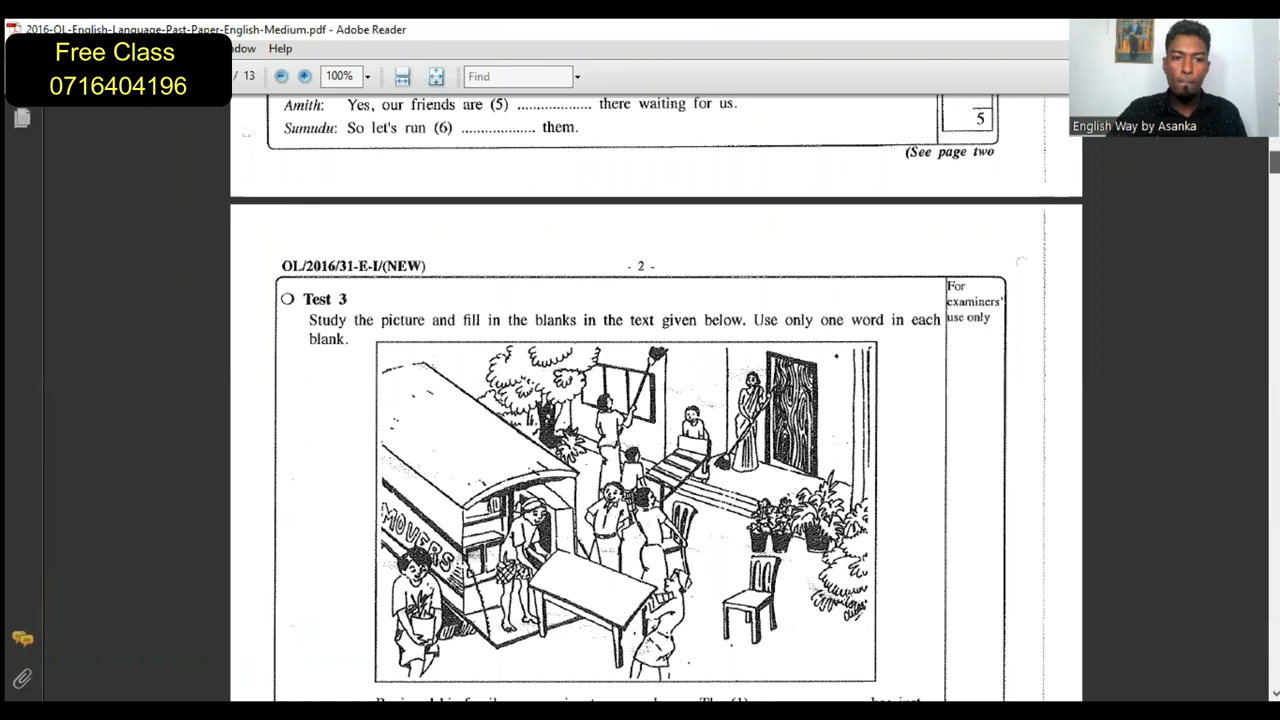 2016-OL-English-Language-Past-Paper-English-Medium.pdf - Adobe Reader
Free Class
0716404196
Help
/ 13
100%
Find
Amith: Yes, our friends are (5) .................. there waiting for us.
Sumudu: So let's run (6) .................. them.
5
(See page two
English Way by Asanka
OL/2016/31-E-I/(NEW)
- 2 -
Test 3
Study the picture and fill in the blanks in the text given below. Use only one word in each
blank.
For
examiners'
use only
MOVERS